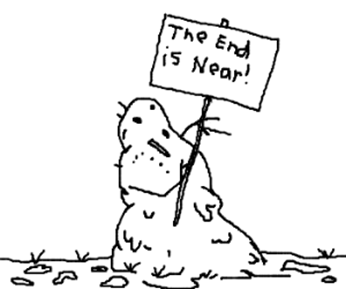 The End
is Near!